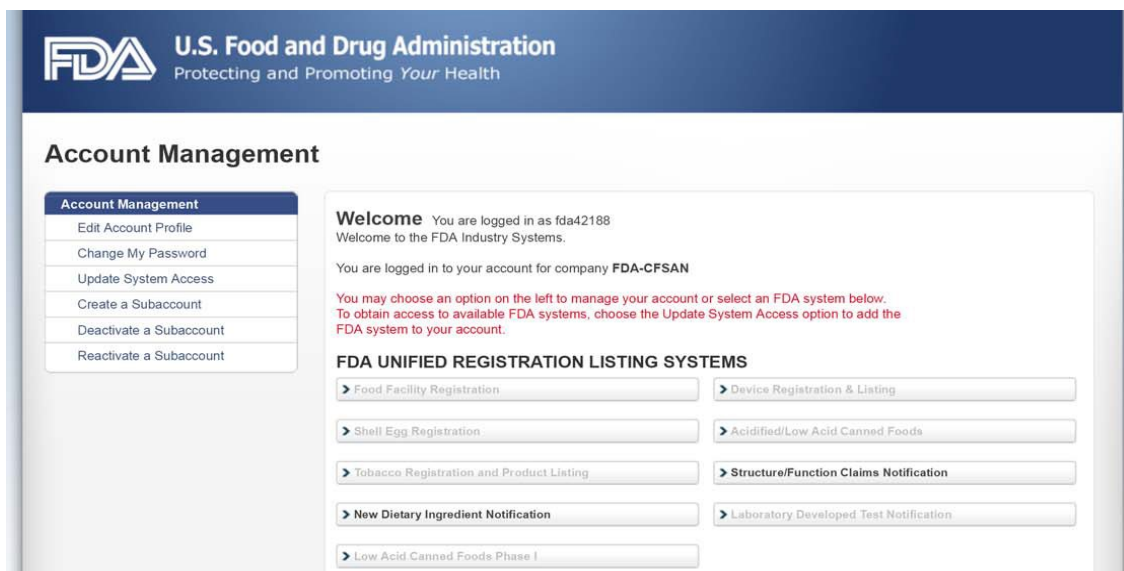 FDA
U.S. Food and Drug Administration
Protecting and Promoting Your Health
Account Management
Account Management
Edit Account Profile
Change My Password
Update System Access
Create a Subaccount
Deactivate a Subaccount
Reactivate a Subaccount
Welcome You are logged in as fda42188
Welcome to the FDA Industry Systems.
You are logged in to your account for company FDA-CFSAN
You may choose an option on the left to manage your account or select an FDA system below.
To obtain access to available FDA systems, choose the Update System Access option to add the
FDA system to your account.
FDA UNIFIED REGISTRATION LISTING SYSTEMS
Food Facility Registration
Device Registration & Listing
Shell Egg Registration
Acidified/Low Acid Canned Foods
Tobacco Registration and Product Listing
Structure/Function Claims Notification
New Dietary Ingredient Notification
Laboratory Developed Test Notification
Low Acid Canned Foods Phase I